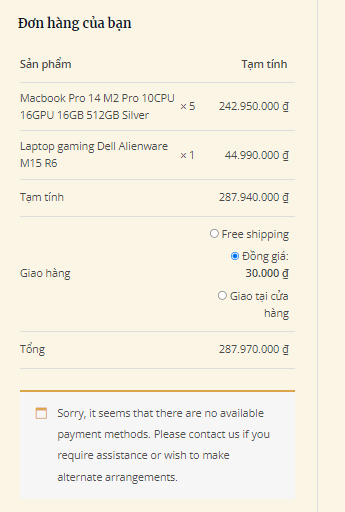 Đơn hàng của bạn
Sản phẩm Tạm tính
Macbook Pro 14 M2 Pro 10CPU
16GPU 16GB 512GB Silver × 5 242.950.000 ₫
Laptop gaming Dell Alienware
M15 R6 × 1 44.990.000 ₫
Tạm tính 287.940.000 ₫
Giao hàng
Free shipping
Đồng giá:
30.000 ₫
Giao tại cửa
hàng
Tổng 287.970.000 ₫
Sorry, it seems that there are no available
payment methods. Please contact us if you
require assistance or wish to make
alternate arrangements.